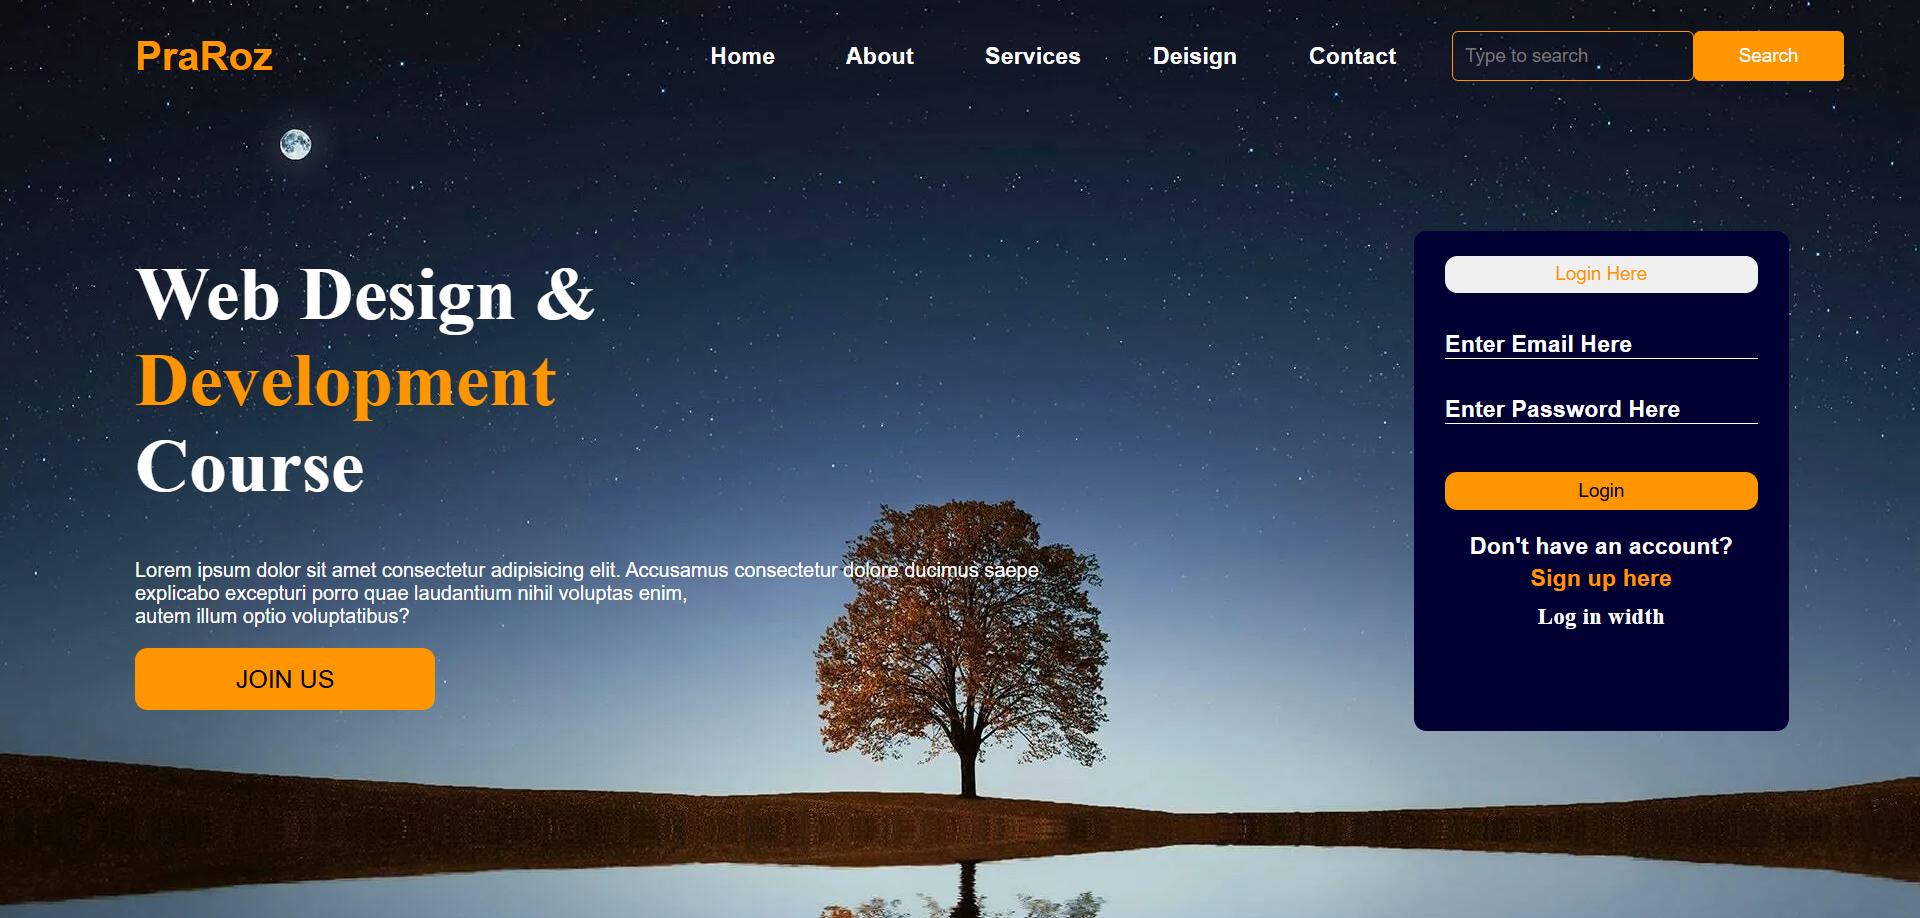 PraRoz
Home About Services Deisign Contact
Type to search Search
Web Design &
Development
Course
Lorem ipsum dolor sit amet consectetur adipisicing elit. Accusamus consectetur dolore ducimus saepe
explicabo excepturi porro quae laudantium nihil voluptas enim,
autem illum optio voluptatibus?
JOIN US
Login Here
Enter Email Here
Enter Password Here
Login
Don't have an account?
Sign up here
Log in width